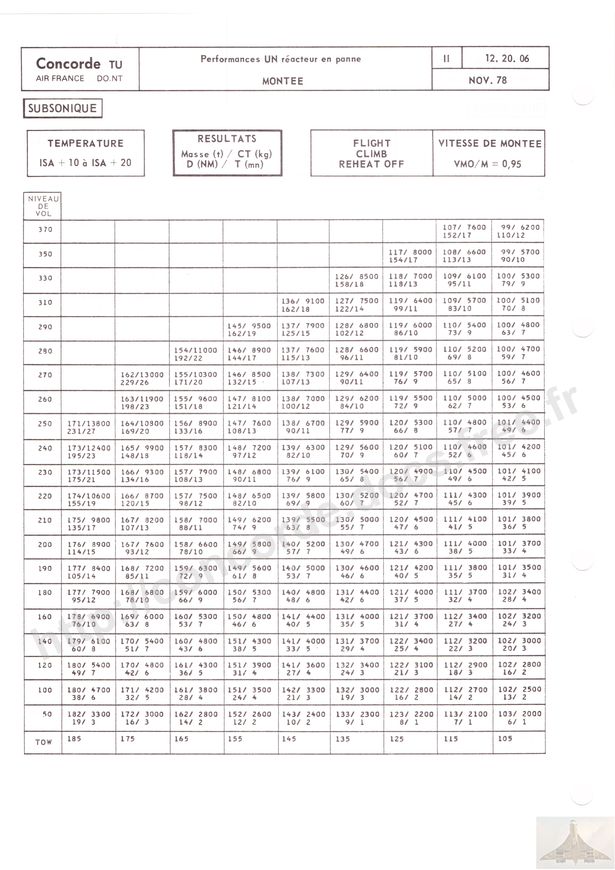 Concorde TU
AIR FRANCE DO.NT
Performances UN réacteur en panne
MONTEE
II
12. 20. 06
NOV. 78
SUBSONIQUE
TEMPERATURE
ISA + 10 à ISA + 20
RESULTATS
Masse (t) / CT (kg)
D (NM) / T (mn)
FLIGHT
CLIMB
REHEAT OFF
VITESSE DE MONTEE
VMO/M = 0,95
NIVEAU
DE
VOL
370 107/ 7600 99/ 6200
152/17 110/12
350 117/ 8000 108/ 6600 99/ 5700
154/17 113/13 90/10
330 126/ 8500 118/ 7000 109/ 6100 100/ 5300
158/18 118/13 95/11 79/ 9
310 136/ 9100 127/ 7500 119/ 6400 109/ 5700 100/ 5100
162/18 122/14 99/11 83/10 70/ 8
290 145/ 9500 137/ 7900 128/ 6800 119/ 6000 110/ 5400 100/ 4800
162/19 125/15 102/12 86/10 73/ 9 63/ 7
280 154/11000 146/ 8900 137/ 7600 128/ 6600 119/ 5900 110/ 5200 100/ 4700
192/22 144/17 115/13 96/11 81/10 69/ 8 59/ 7
270 162/13000 155/10300 146/ 8500 138/ 7300 129/ 6400 119/ 5700 110/ 5100 100/ 4600
229/26 171/20 132/15 107/13 90/11 76/ 9 65/ 8 56/ 7
260 163/11900 155/ 9600 147/ 8100 138/ 7000 129/ 6200 119/ 5500 110/ 5000 100/ 4500
198/23 151/18 121/14 100/12 84/10 72/ 9 62/ 7 53/ 6
250 171/13800 164/10800 156/ 8900 147/ 7600 138/ 6700 129/ 5900 120/ 5300 110/ 4800 101/ 4400
231/27 169/20 133/16 108/13 90/11 77/ 9 66/ 8 57/ 7 49/ 6
240 173/12400 165/ 9900 157/ 8300 148/ 7200 139/ 6300 129/ 5600 120/ 5100 110/ 4600 101/ 4200
195/23 148/18 118/14 97/12 82/10 70/ 9 60/ 7 52/ 6 45/ 6
230 173/11500 166/ 9300 157/ 7900 148/ 6800 139/ 6100 130/ 5400 120/ 4900 110/ 4500 101/ 4100
175/21 134/16 108/13 90/11 76/ 9 65/ 8 56/ 7 49/ 6 42/ 5
220 174/10600 166/ 8700 157/ 7500 148/ 6500 139/ 5800 130/ 5200 120/ 4700 111/ 4300 101/ 3900
155/19 120/15 98/12 82/10 69/ 9 60/ 7 52/ 7 45/ 6 39/ 5
210 175/ 9800 167/ 8200 158/ 7000 149/ 6200 139/ 5500 130/ 5000 120/ 4500 111/ 4100 101/ 3800
135/17 107/13 88/11 74/ 9 63/ 8 55/ 7 47/ 6 41/ 5 36/ 5
200 176/ 8900 167/ 7600 158/ 6600 149/ 5800 140/ 5200 130/ 4700 121/ 4300 111/ 4000 101/ 3700
114/15 93/12 78/10 66/ 9 57/ 7 49/ 6 43/ 6 38/ 5 33/ 4
190 177/ 8400 168/ 7200 159/ 6300 149/ 5600 140/ 5000 130/ 4600 121/ 4200 111/ 3800 101/ 3500
105/14 85/11 72/ 9 61/ 8 53/ 7 46/ 6 40/ 5 35/ 5 31/ 4
180 177/ 7900 168/ 6800 159/ 6000 150/ 5300 140/ 4800 131/ 4400 121/ 4000 111/ 3700 102/ 3400
95/12 78/10 66/ 9 56/ 7 48/ 6 42/ 6 37/ 5 32/ 4 28/ 4
160 178/ 6900 169/ 6000 160/ 5300 150/ 4800 141/ 4400 131/ 4000 121/ 3700 112/ 3400 102/ 3200
76/10 63/ 8 53/ 7 46/ 6 40/ 5 35/ 5 31/ 4 27/ 4 24/ 3
140 179/ 6100 170/ 5400 160/ 4800 151/ 4300 141/ 4000 131/ 3700 122/ 3400 112/ 3200 102/ 3000
60/ 8 51/ 7 43/ 6 38/ 5 33/ 5 29/ 4 25/ 4 22/ 3 20/ 3
120 180/ 5400 170/ 4800 161/ 4300 151/ 3900 141/ 3600 132/ 3400 122/ 3100 112/ 2900 102/ 2800
49/ 7 42/ 6 36/ 5 31/ 4 27/ 4 24/ 3 21/ 3 18/ 3 16/ 2
100 180/ 4700 171/ 4200 161/ 3800 151/ 3500 142/ 3300 132/ 3000 122/ 2800 112/ 2700 102/ 2500
38/ 6 32/ 5 28/ 4 24/ 4 21/ 3 19/ 3 16/ 2 14/ 2 13/ 2
50 182/ 3300 172/ 3000 162/ 2800 152/ 2600 143/ 2400 133/ 2300 123/ 2200 113/ 2100 103/ 2000
19/ 3 16/ 3 14/ 2 12/ 2 10/ 2 9/ 1 8/ 1 7/ 1 6/ 1
TOW 185 175 165 155 145 135 125 115 105
http://concorde.docs.free.fr